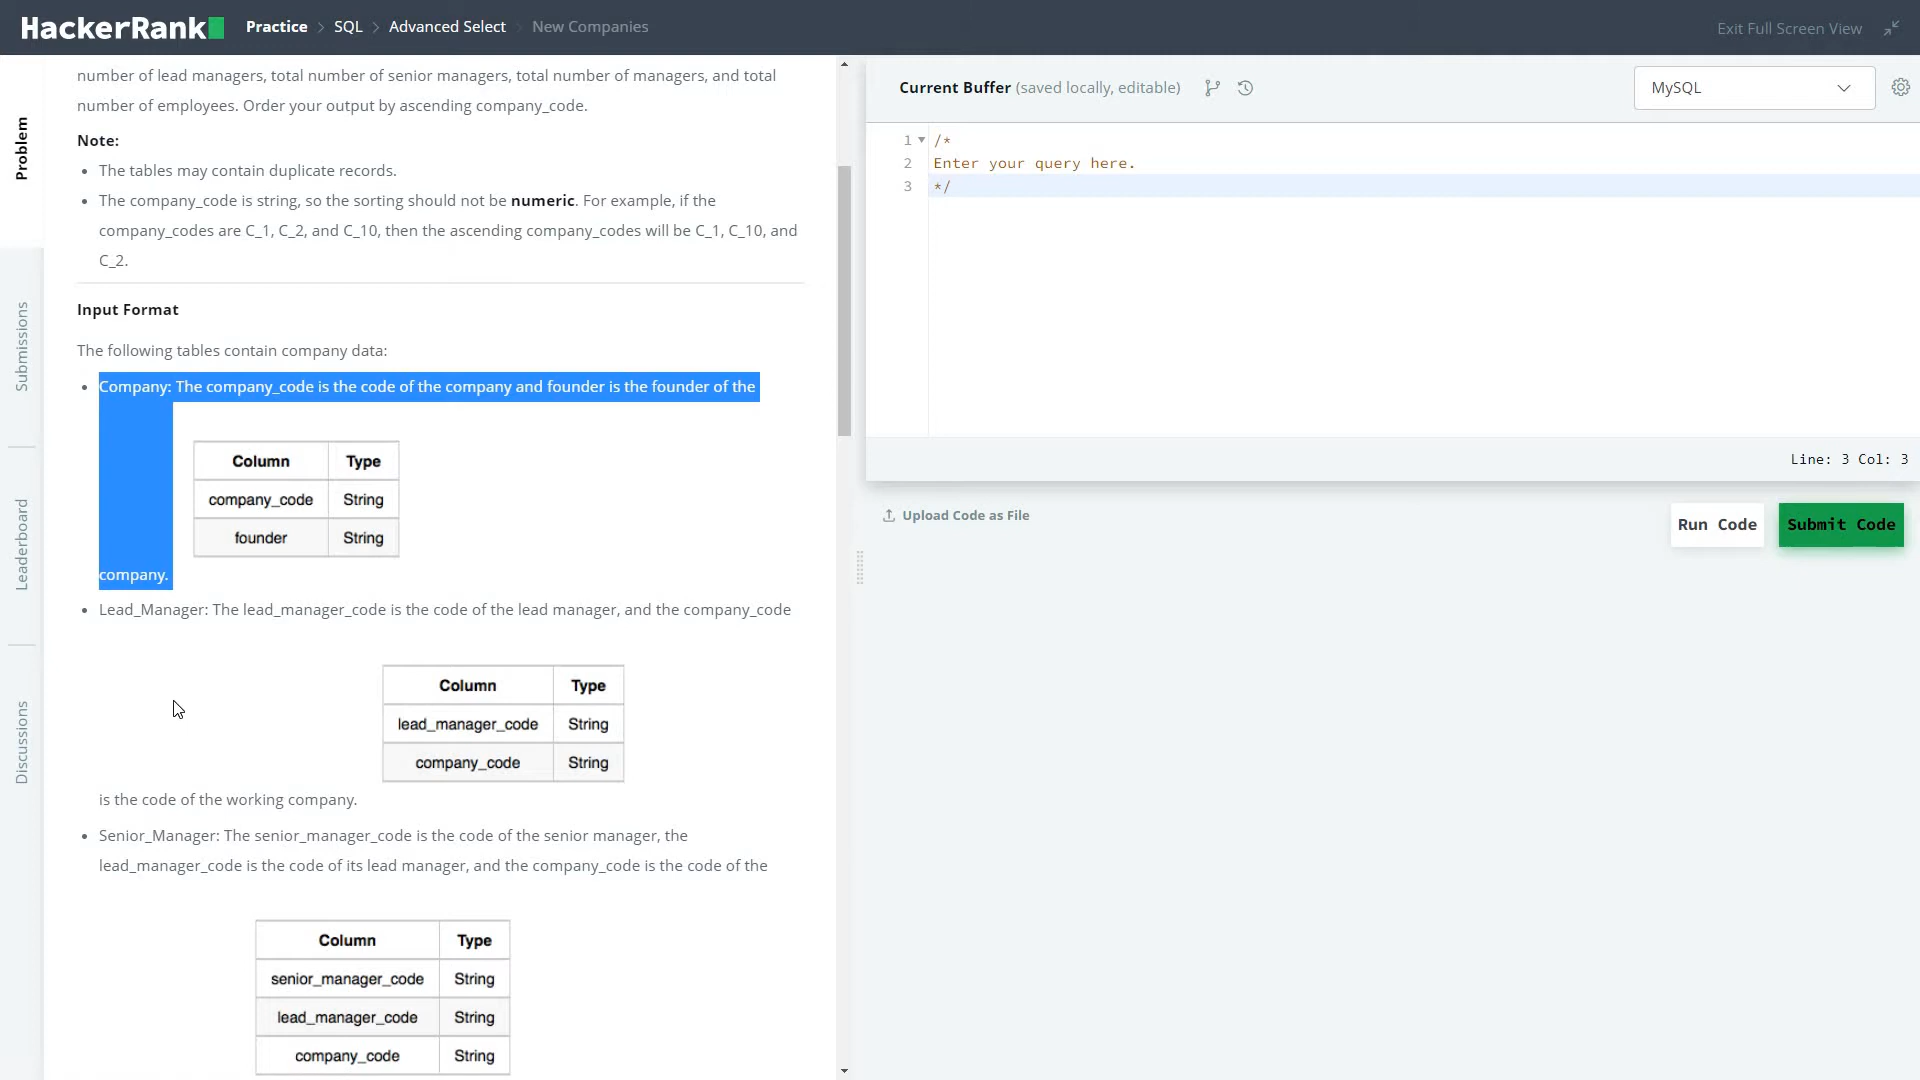 HackerRank
Practice > SQL > Advanced Select > New Companies
Exit Full Screen View
Problem
Submissions
Leaderboard
Discussions
number of lead managers, total number of senior managers, total number of managers, and total
number of employees. Order your output by ascending company_code.
Note:
• The tables may contain duplicate records.
• The company_code is string, so the sorting should not be numeric. For example, if the
company_codes are C_1, C_2, and C_10, then the ascending company_codes will be C_1, C_10, and
C_2.
Input Format
The following tables contain company data:
• Company: The company_code is the code of the company and founder is the founder of the
Column Type
company_code String
founder String
company.
• Lead_Manager: The lead_manager_code is the code of the lead manager, and the company_code
Column Type
lead_manager_code String
company_code String
is the code of the working company.
• Senior_Manager: The senior_manager_code is the code of the senior manager, the
lead_manager_code is the code of its lead manager, and the company_code is the code of the
Column Type
senior_manager_code String
lead_manager_code String
company_code String
Current Buffer (saved locally, editable)
MySQL
1 /*
2 Enter your query here.
3 */
Line: 3 Col: 3
Upload Code as File
Run Code
Submit Code